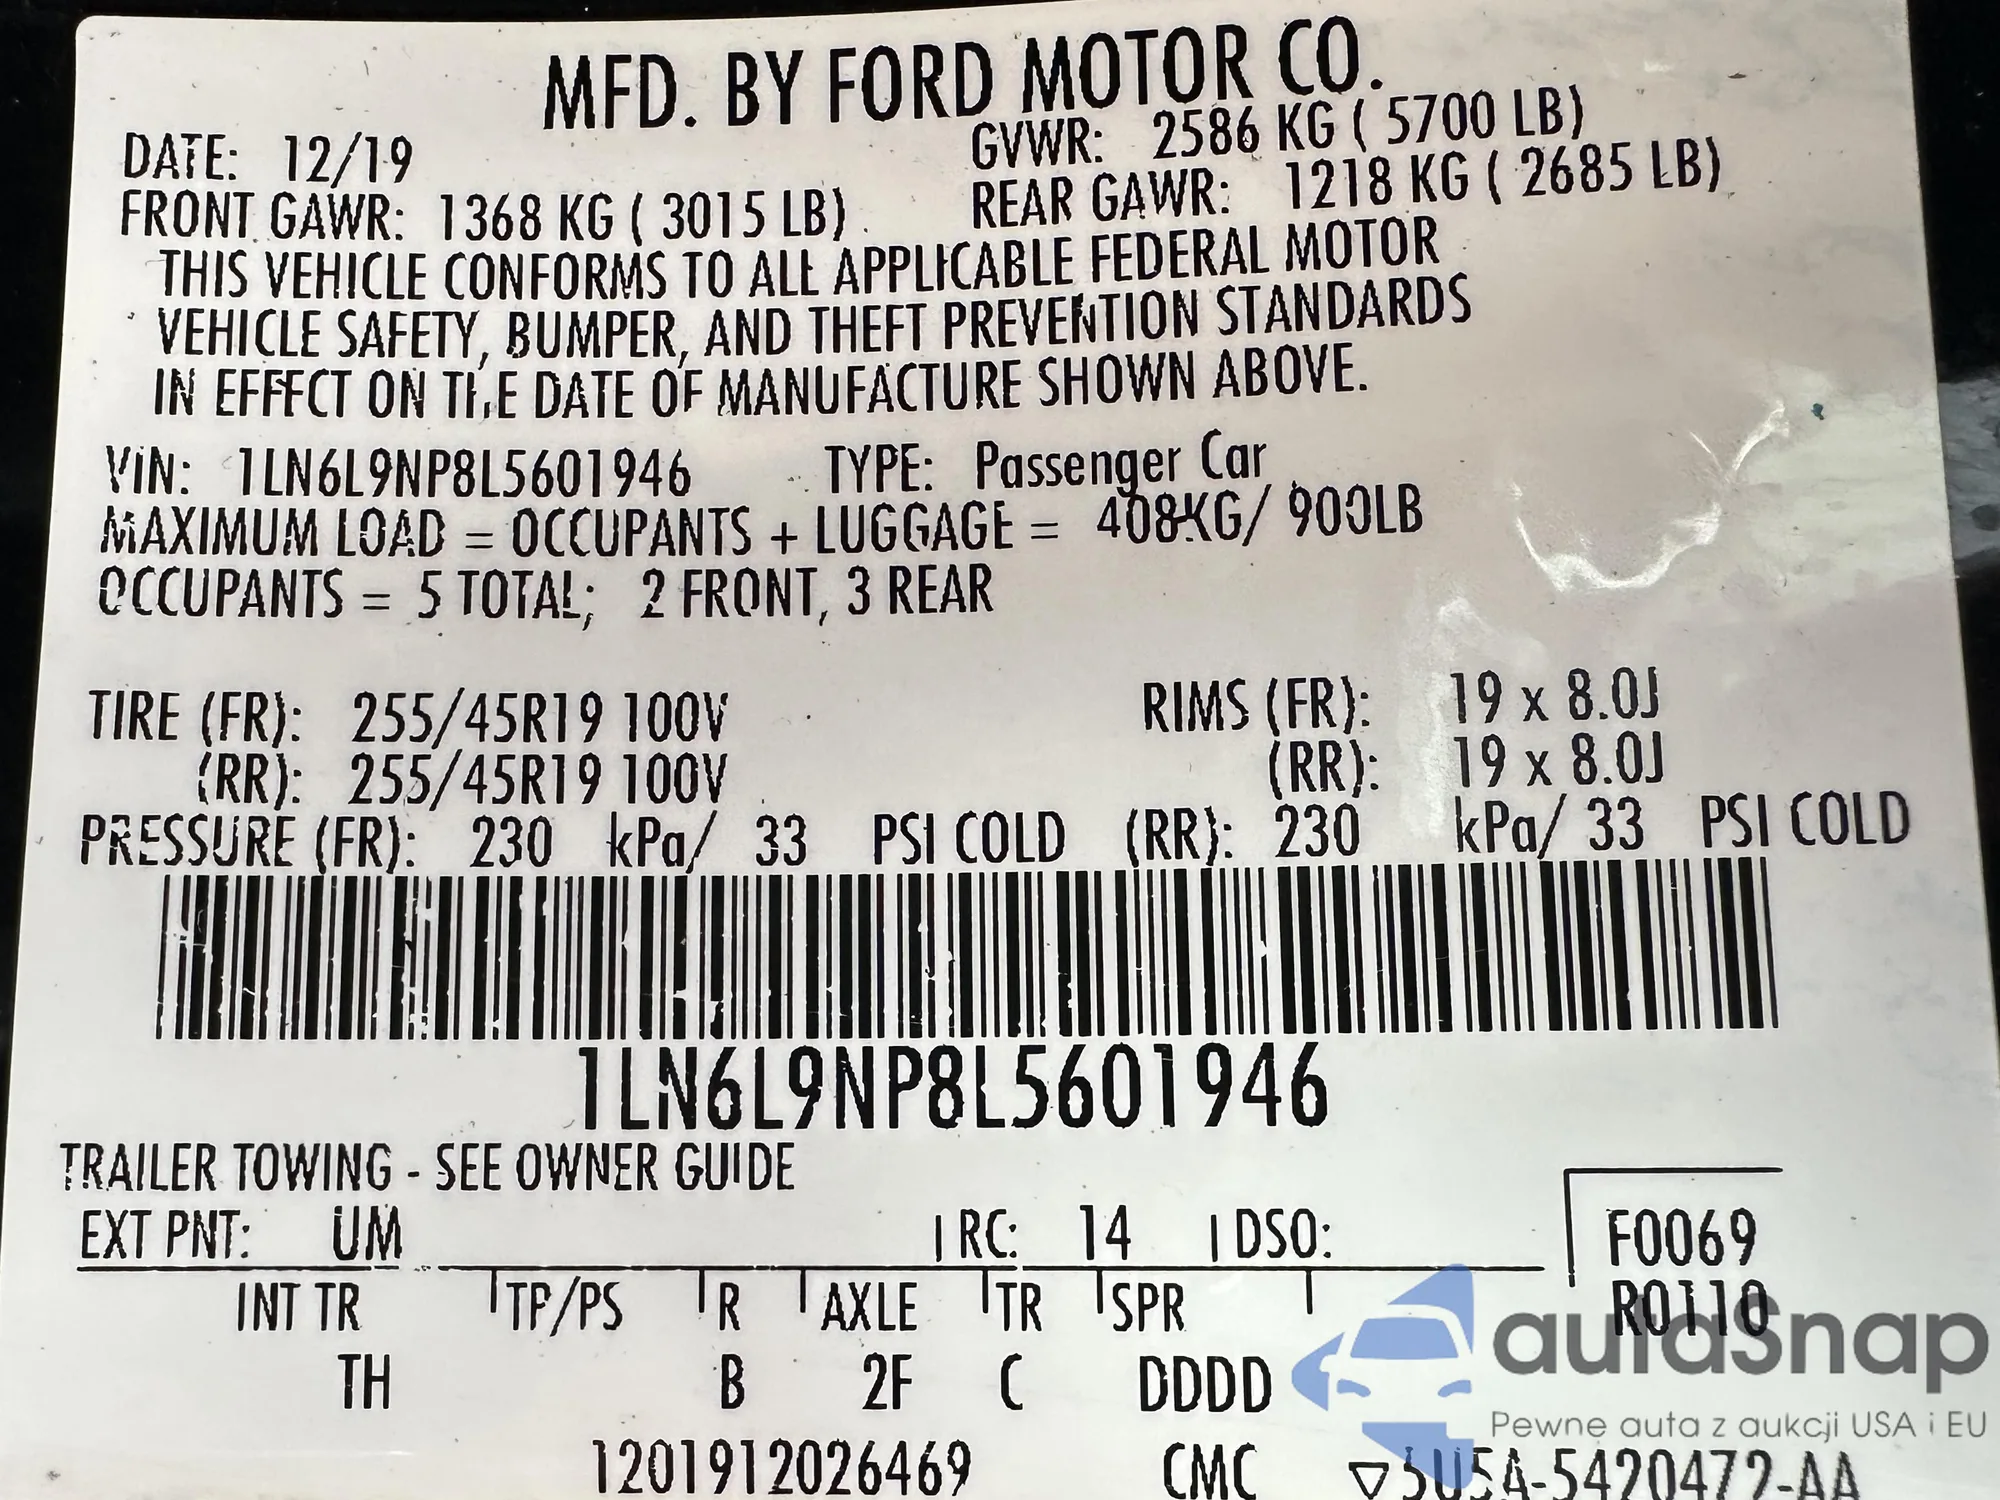 MFD. BY FORD MOTOR CO.
DATE: 12/19 GVWR: 2586 KG ( 5700 LB)
FRONT GAWR: 1368 KG ( 3015 LB) REAR GAWR: 1218 KG ( 2685 LB)
THIS VEHICLE CONFORMS TO ALL APPLICABLE FEDERAL MOTOR
VEHICLE SAFETY, BUMPER, AND THEFT PREVENTION STANDARDS
IN EFFECT ON THE DATE OF MANUFACTURE SHOWN ABOVE.
VIN: 1LN6L9NP8L5601946 TYPE: Passenger Car
MAXIMUM LOAD = OCCUPANTS + LUGGAGE = 408KG/ 900LB
OCCUPANTS = 5 TOTAL; 2 FRONT, 3 REAR
TIRE (FR): 255/45R19 100V RIMS (FR): 19 x 8.0J
(RR): 255/45R19 100V (RR): 19 x 8.0J
PRESSURE (FR): 230 kPa/ 33 PSI COLD (RR): 230 kPa/ 33 PSI COLD
1LN6L9NP8L5601946
TRAILER TOWING - SEE OWNER GUIDE
EXT PNT: UM RC: 14 DSO: F0069
INT TR TP/PS R AXLE TR SPR R0110
TH B 2F C DDDD
autaSnap
Pewne auta z aukcji USA i EU
1201912026469 CMC ▽5U5A-5420472-AA